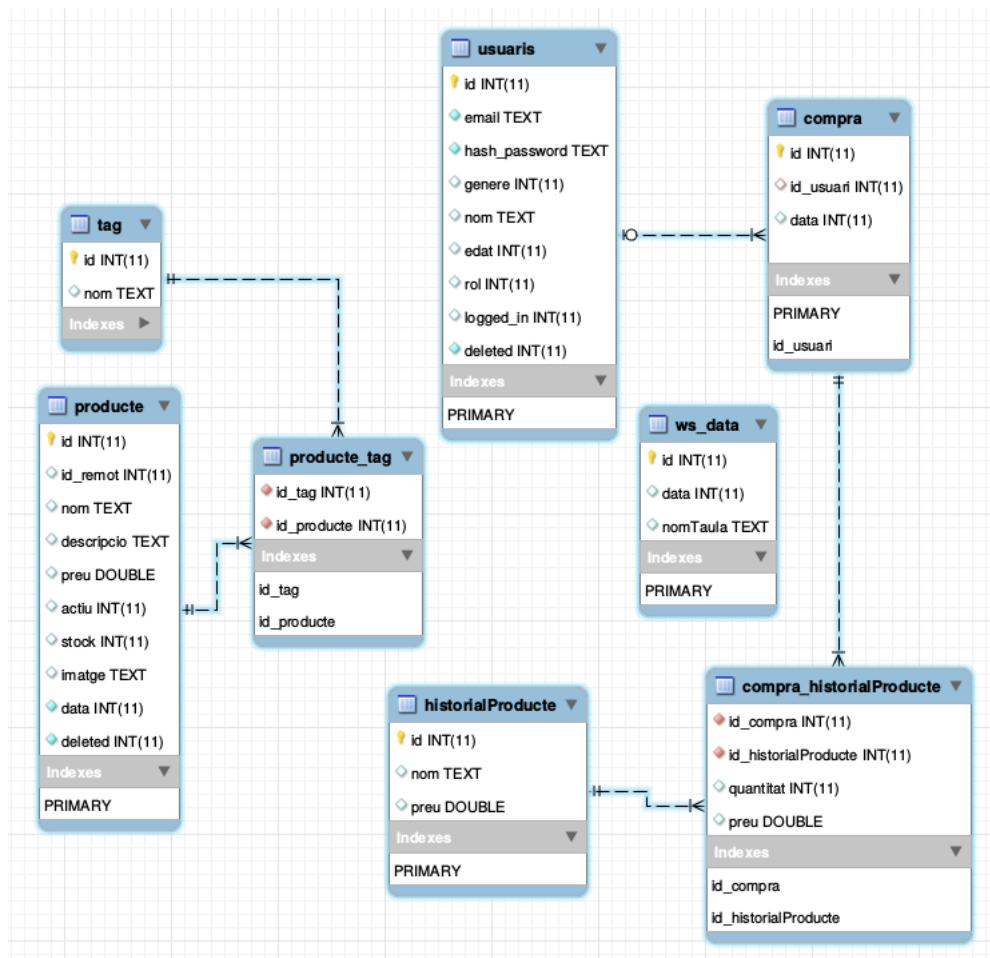 usuaris
id INT(11)
email TEXT
hash_password TEXT
genere INT(11)
nom TEXT
edat INT(11)
rol INT(11)
logged_in INT(11)
deleted INT(11)
Indexes
PRIMARY
compra
id INT(11)
id_usuari INT(11)
data INT(11)
Indexes
PRIMARY
id_usuari
tag
id INT(11)
nom TEXT
Indexes
producte
id INT(11)
id_remot INT(11)
nom TEXT
descripcio TEXT
preu DOUBLE
actiu INT(11)
stock INT(11)
imatge TEXT
data INT(11)
deleted INT(11)
Indexes
PRIMARY
producte_tag
id_tag INT(11)
id_producte INT(11)
Indexes
id_tag
id_producte
ws_data
id INT(11)
data INT(11)
nomTaula TEXT
Indexes
PRIMARY
historialProducte
id INT(11)
nom TEXT
preu DOUBLE
Indexes
PRIMARY
compra_historialProducte
id_compra INT(11)
id_historialProducte INT(11)
quantitat INT(11)
preu DOUBLE
Indexes
id_compra
id_historialProducte